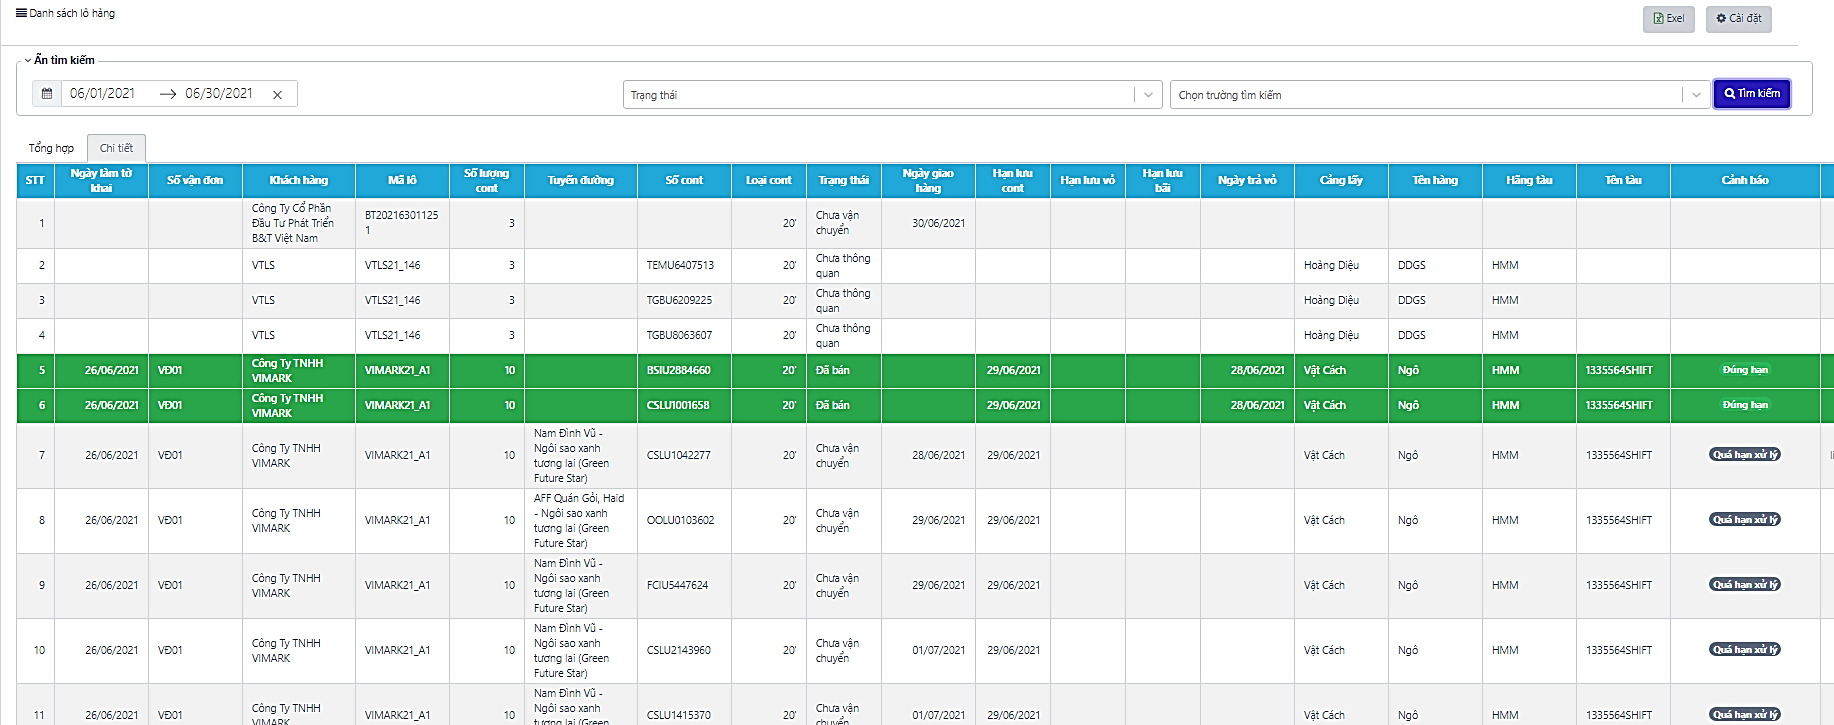 Danh sách lô hàng
Exel
Cài đặt
Ẩn tìm kiếm
06/01/2021
06/30/2021
Trạng thái
Chọn trường tìm kiếm
Tìm kiếm
Tổng hợp
Chi tiết
STT
Ngày làm tờ
khai
Số vận đơn
Khách hàng
Mã lô
Số lượng
cont
Tuyến đường
Số cont
Loại cont
Trạng thái
Ngày giao
hàng
Hạn lưu
cont
Hạn lưu vỏ
Hạn lưu
bãi
Ngày trả vỏ
Cảng lấy
Tên hàng
Hãng tàu
Tên tàu
Cảnh báo
1
Công Ty Cổ Phần
Đầu Tư Phát Triển
B&T Việt Nam
BT20216301125
1
3
20'
Chưa vận
chuyển
30/06/2021
2
VTLS
VTLS21_146
3
TEMU6407513
20'
Chưa thông
quan
Hoàng Diệu
DDGS
HMM
3
VTLS
VTLS21_146
3
TGBU6209225
20'
Chưa thông
quan
Hoàng Diệu
DDGS
HMM
4
VTLS
VTLS21_146
3
TGBU8063607
20'
Chưa thông
quan
Hoàng Diệu
DDGS
HMM
5
26/06/2021
VĐ01
Công Ty TNHH
VIMARK
VIMARK21_A1
10
BSIU2884660
20'
Đã bán
29/06/2021
28/06/2021
Vật Cách
Ngô
HMM
1335564SHIFT
Đúng hạn
6
26/06/2021
VĐ01
Công Ty TNHH
VIMARK
VIMARK21_A1
10
CSLU1001658
20'
Đã bán
29/06/2021
28/06/2021
Vật Cách
Ngô
HMM
1335564SHIFT
Đúng hạn
7
26/06/2021
VĐ01
Công Ty TNHH
VIMARK
VIMARK21_A1
10
Nam Đình Vũ -
Ngôi sao xanh
tương lai (Green
Future Star)
CSLU1042277
20'
Chưa vận
chuyển
28/06/2021
29/06/2021
Vật Cách
Ngô
HMM
1335564SHIFT
Quá hạn xử lý
8
26/06/2021
VĐ01
Công Ty TNHH
VIMARK
VIMARK21_A1
10
AFF Quán Gỏi, Haid
- Ngôi sao xanh
tương lai (Green
Future Star)
OOLU0103602
20'
Chưa vận
chuyển
29/06/2021
29/06/2021
Vật Cách
Ngô
HMM
1335564SHIFT
Quá hạn xử lý
9
26/06/2021
VĐ01
Công Ty TNHH
VIMARK
VIMARK21_A1
10
Nam Đình Vũ -
Ngôi sao xanh
tương lai (Green
Future Star)
FCIU5447624
20'
Chưa vận
chuyển
29/06/2021
29/06/2021
Vật Cách
Ngô
HMM
1335564SHIFT
Quá hạn xử lý
10
26/06/2021
VĐ01
Công Ty TNHH
VIMARK
VIMARK21_A1
10
Nam Đình Vũ -
Ngôi sao xanh
tương lai (Green
Future Star)
CSLU2143960
20'
Chưa vận
chuyển
01/07/2021
29/06/2021
Vật Cách
Ngô
HMM
1335564SHIFT
Quá hạn xử lý
11
26/06/2021
VĐ01
Công Ty TNHH
VIMARK
VIMARK21_A1
10
Nam Đình Vũ -
Ngôi sao xanh
tương lai (Green
CSLU1415370
20'
Chưa vận
chuyển
01/07/2021
29/06/2021
Vật Cách
Ngô
HMM
1335564SHIFT
Quá hạn xử lý